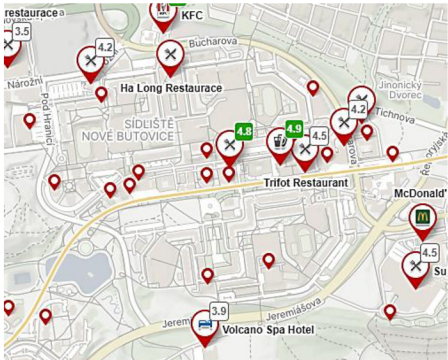 restaurace
KFC
3.5
4.2
Bucharova
Nárožní
Ha Long Restaurace
Jinonický
Dvorec
Pod Hranicí
4.2
Tichnova
SÍDLIŠTĚ
NOVÉ BUTOVICE
4.8
4.9
4.5
Trifot Restaurant
McDonald'
M
4.5
Su
3.9
Jeremiášova
Volcano Spa Hotel